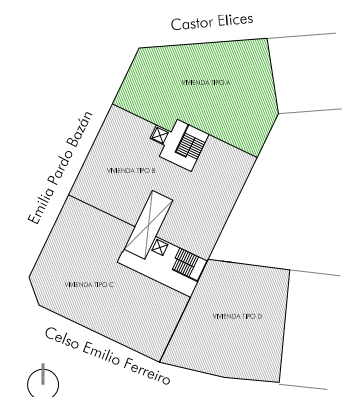 Castor Elices
VIVIENDA TIPO A
Emilia Pardo Bazán
VIVIENDA TIPO B
VIVIENDA TIPO C
VIVIENDA TIPO D
Celso Emilio Ferreiro